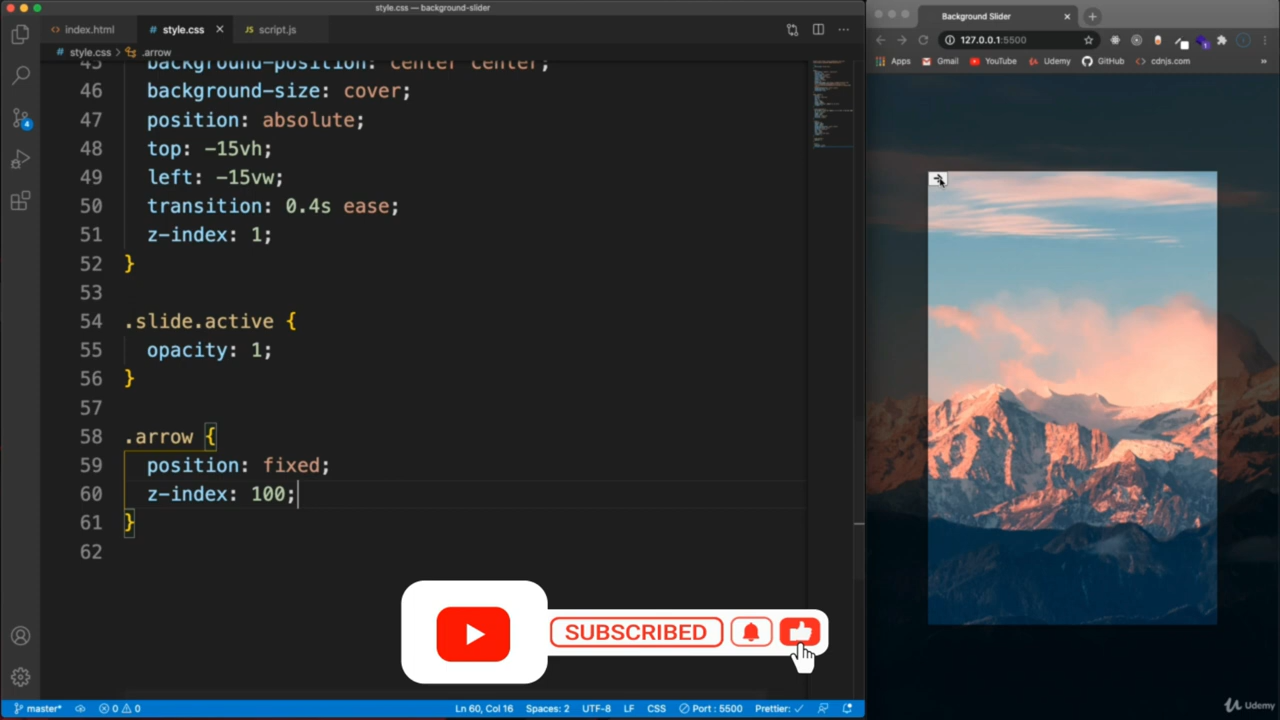 style.css — background-slider
index.html
style.css
JS script.js
# style.css > .arrow
45 background-position: center center;
46 background-size: cover;
47 position: absolute;
48 top: -15vh;
49 left: -15vw;
50 transition: 0.4s ease;
51 z-index: 1;
52 }
53
54 .slide.active {
55 opacity: 1;
56 }
57
58 .arrow {
59 position: fixed;
60 z-index: 100;
61 }
62
4
SUBSCRIBED
master*
0
0
Ln 60, Col 16
Spaces: 2
UTF-8
LF
CSS
Port : 5500
Prettier: ✓
Background Slider
127.0.0.1:5500
Apps
Gmail
YouTube
Udemy
GitHub
cdnjs.com
»
Udemy